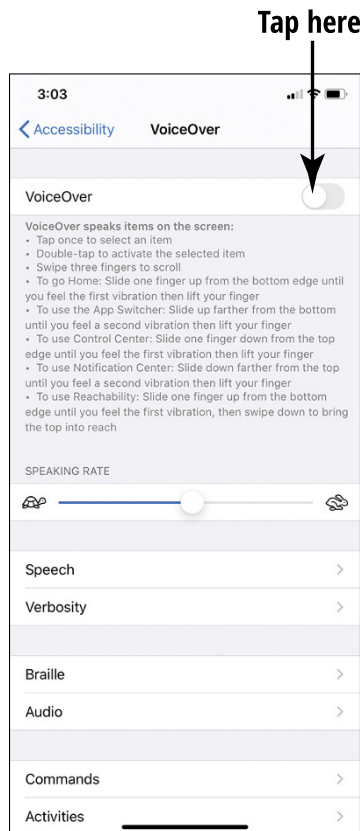 Tap here
3:03
Accessibility VoiceOver
VoiceOver
VoiceOver speaks items on the screen:
• Tap once to select an item
• Double-tap to activate the selected item
• Swipe three fingers to scroll
• To go Home: Slide one finger up from the bottom edge until
you feel the first vibration then lift your finger
• To use the App Switcher: Slide up farther from the bottom
until you feel a second vibration then lift your finger
• To use Control Center: Slide one finger down from the top
edge until you feel the first vibration then lift your finger
• To use Notification Center: Slide down farther from the top
until you feel a second vibration then lift your finger
• To use Reachability: Slide one finger up from the bottom
edge until you feel the first vibration, then swipe down to bring
the top into reach
SPEAKING RATE
Speech
Verbosity
Braille
Audio
Commands
Activities